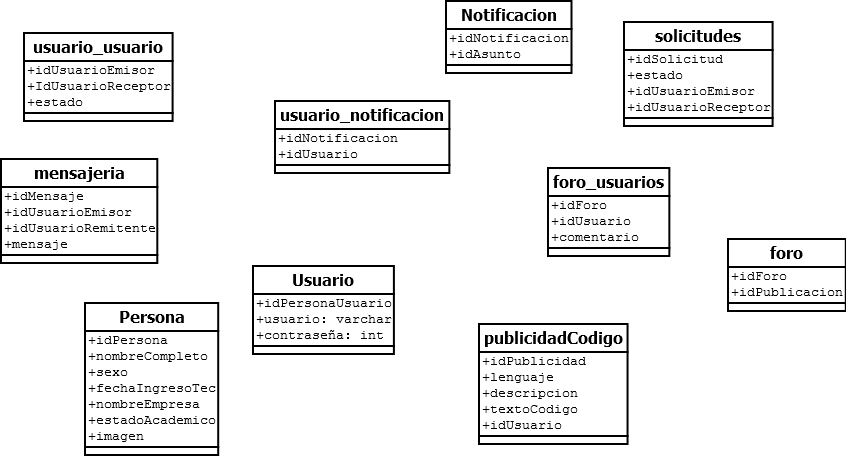 Notificacion
+idNotificacion
+idAsunto
solicitudes
+idSolicitud
+estado
+idUsuarioEmisor
+idUsuarioReceptor
usuario_usuario
+idUsuarioEmisor
+IdUsuarioReceptor
+estado
usuario_notificacion
+idNotificacion
+idUsuario
mensajeria
+idMensaje
+idUsuarioEmisor
+idUsuarioRemitente
+mensaje
foro_usuarios
+idForo
+idUsuario
+comentario
foro
+idForo
+idPublicacion
Usuario
+idPersonaUsuario
+usuario: varchar
+contraseña: int
Persona
+idPersona
+nombreCompleto
+sexo
+fechaIngresoTec
+nombreEmpresa
+estadoAcademico
+imagen
publicidadCodigo
+idPublicidad
+lenguaje
+descripcion
+textoCodigo
+idUsuario